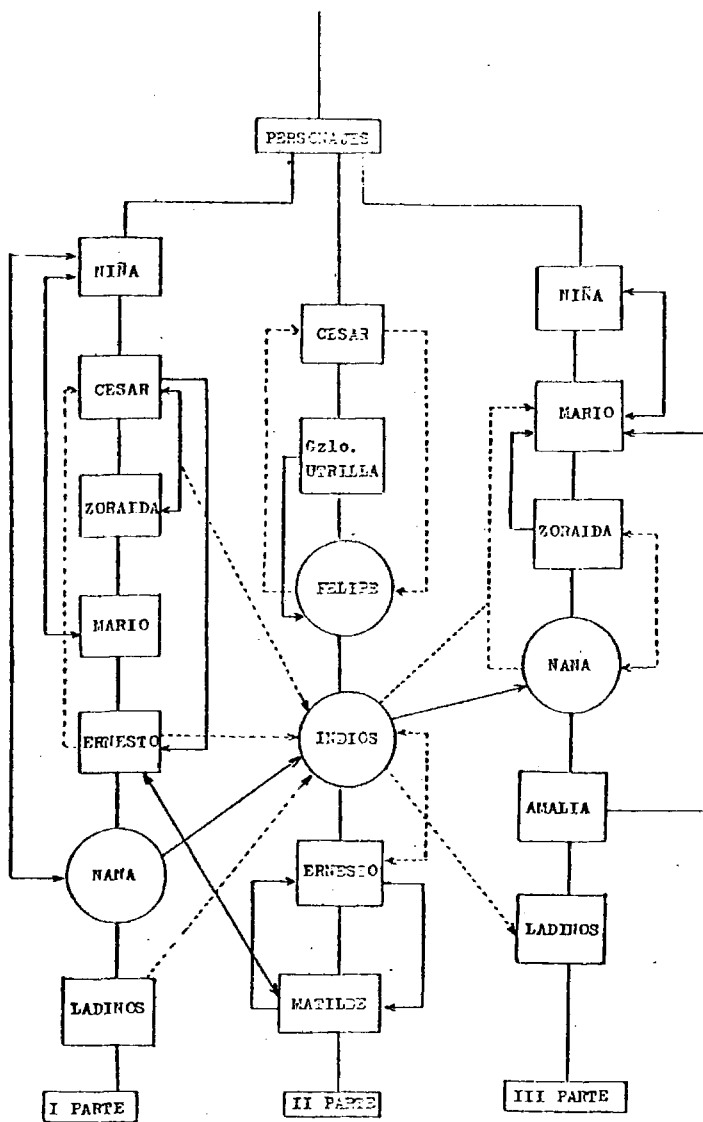 PERSONAJES
NIÑA
CESAR
ZORAIDA
MARIO
ERNESTO
NANA
LADINOS
I PARTE
CESAR
Gzlo.
UTRILLA
FELIPE
INDIOS
ERNESTO
MATILDE
II PARTE
NIÑA
MARIO
ZORAIDA
NANA
AMALIA
LADINOS
III PARTE